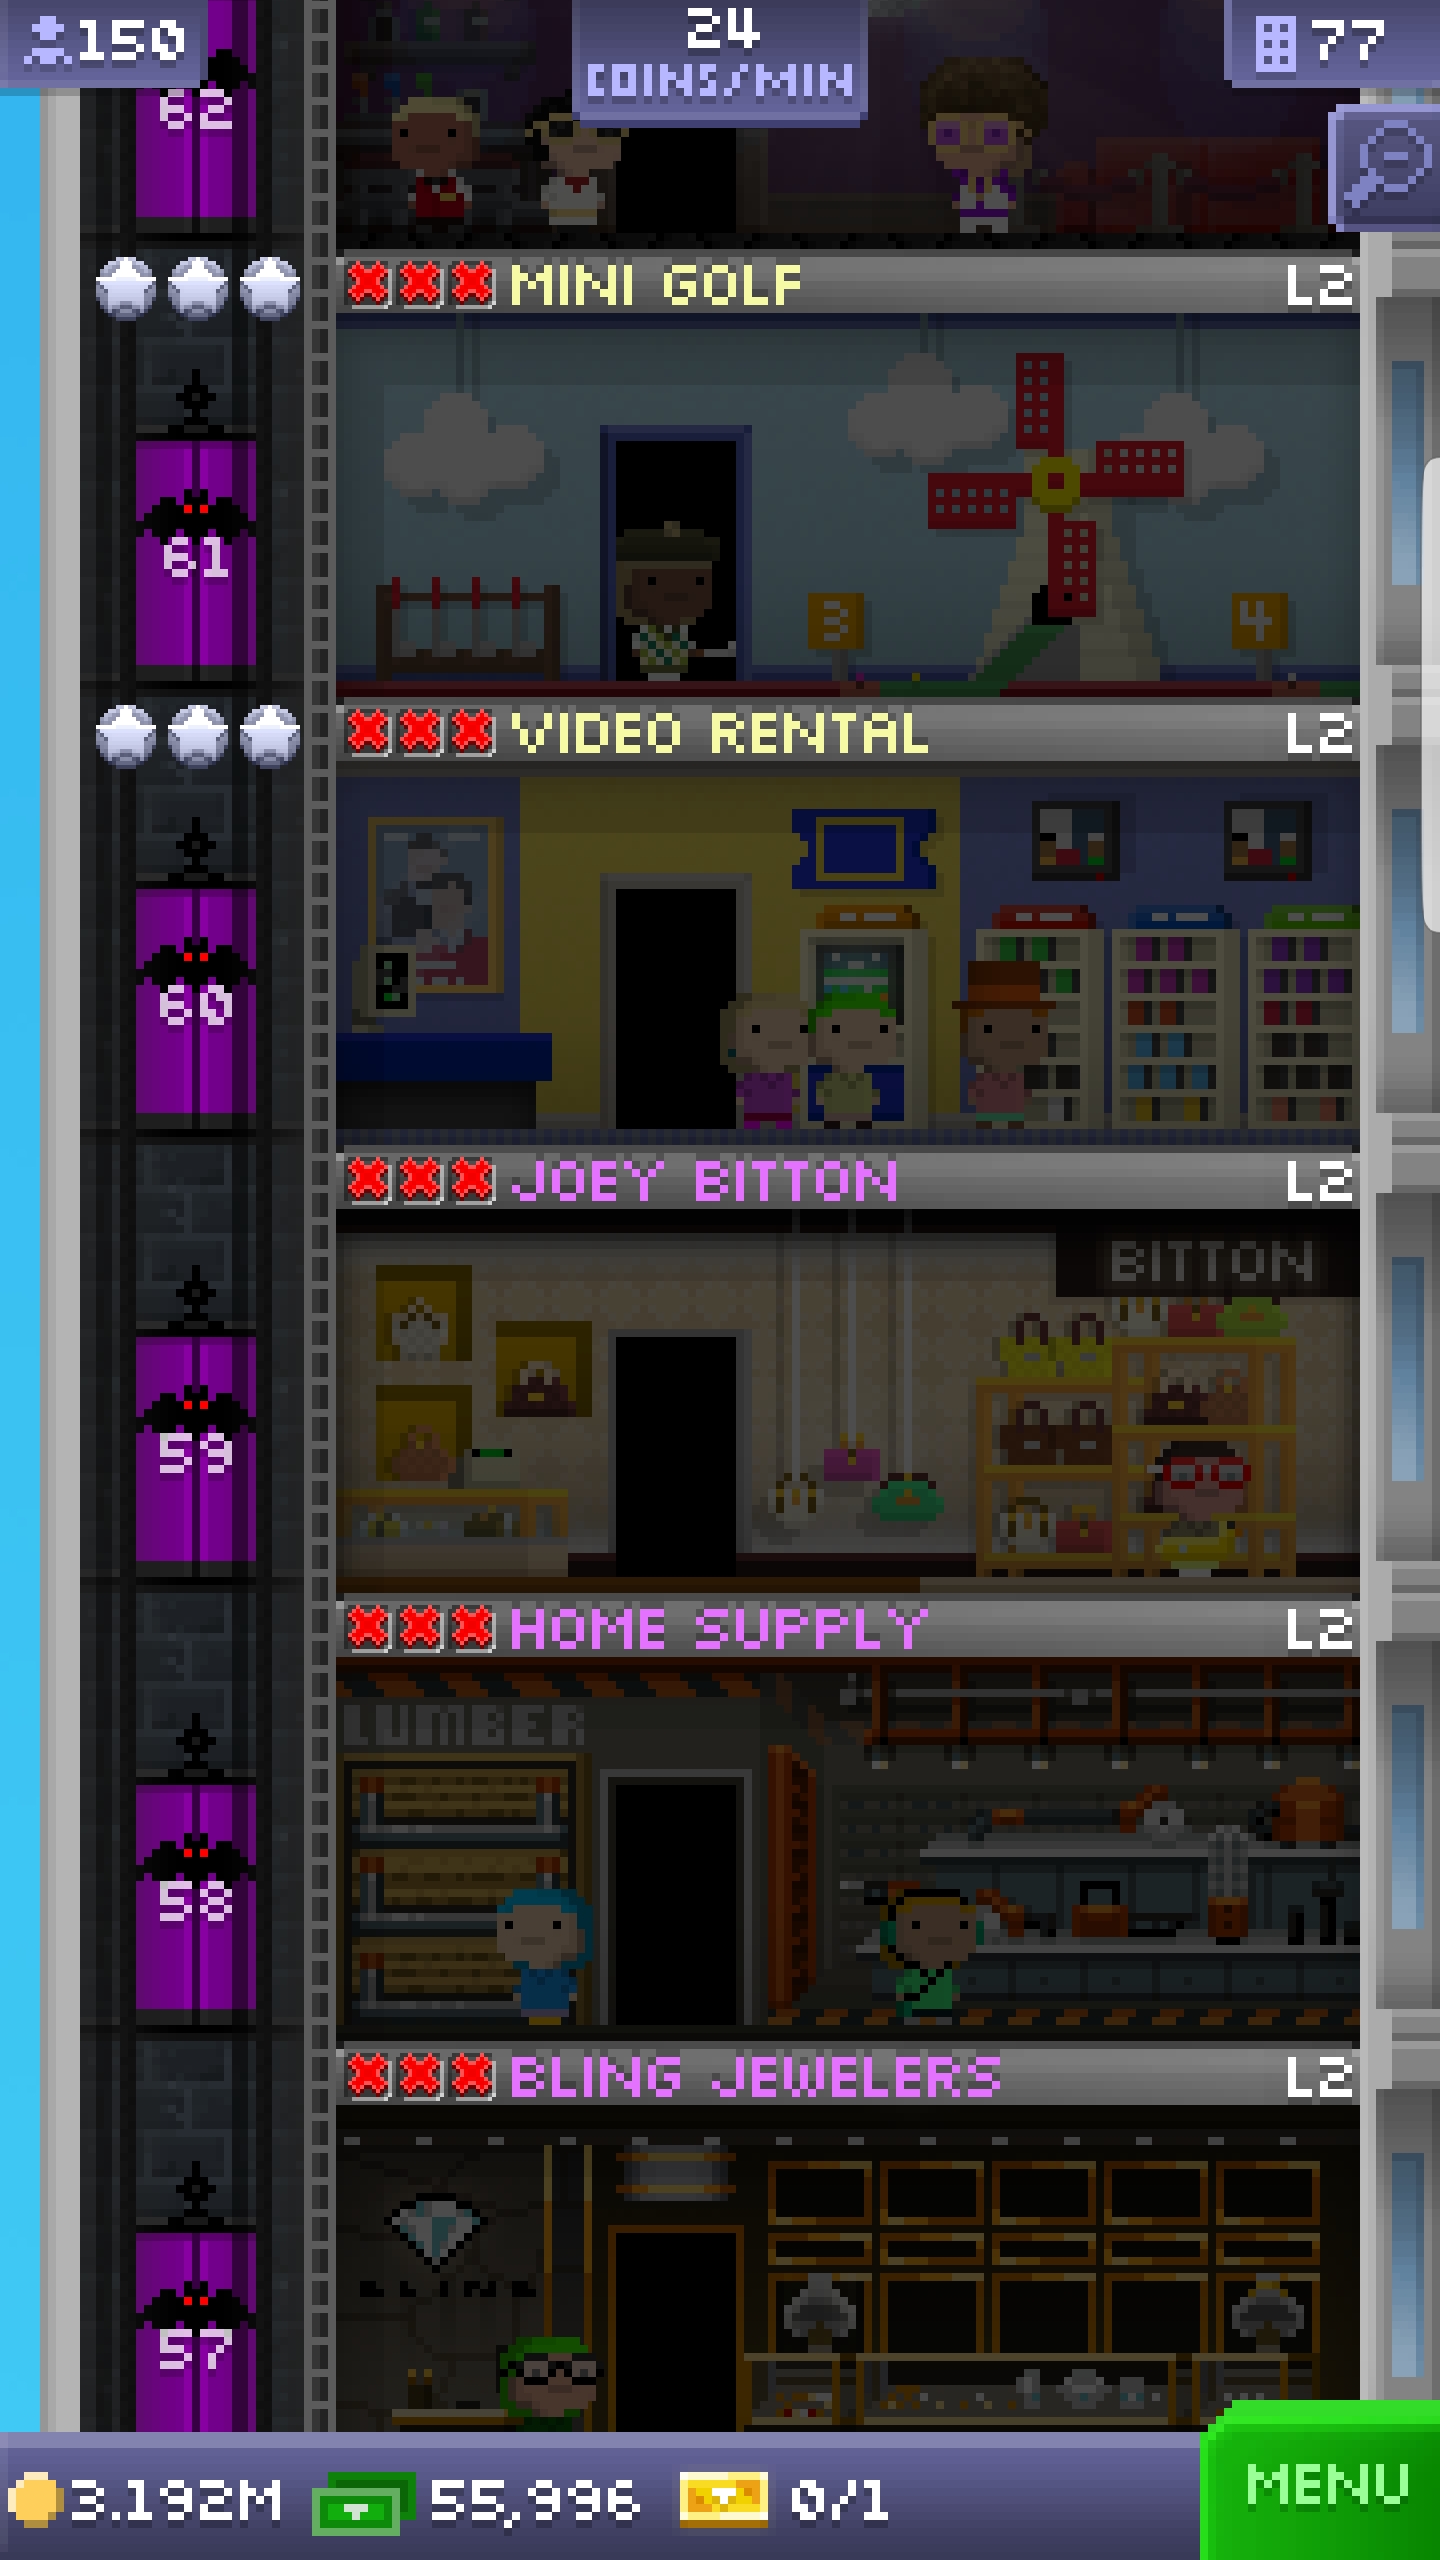 150
24
COINS/MIN
77
62
MINI GOLF L2
61
3
4
VIDEO RENTAL L2
60
JOEY BITTON L2
BITTON
59
HOME SUPPLY L2
LUMBER
58
BLING JEWELERS L2
BLING
57
3.192M
55,996
0/1
MENU